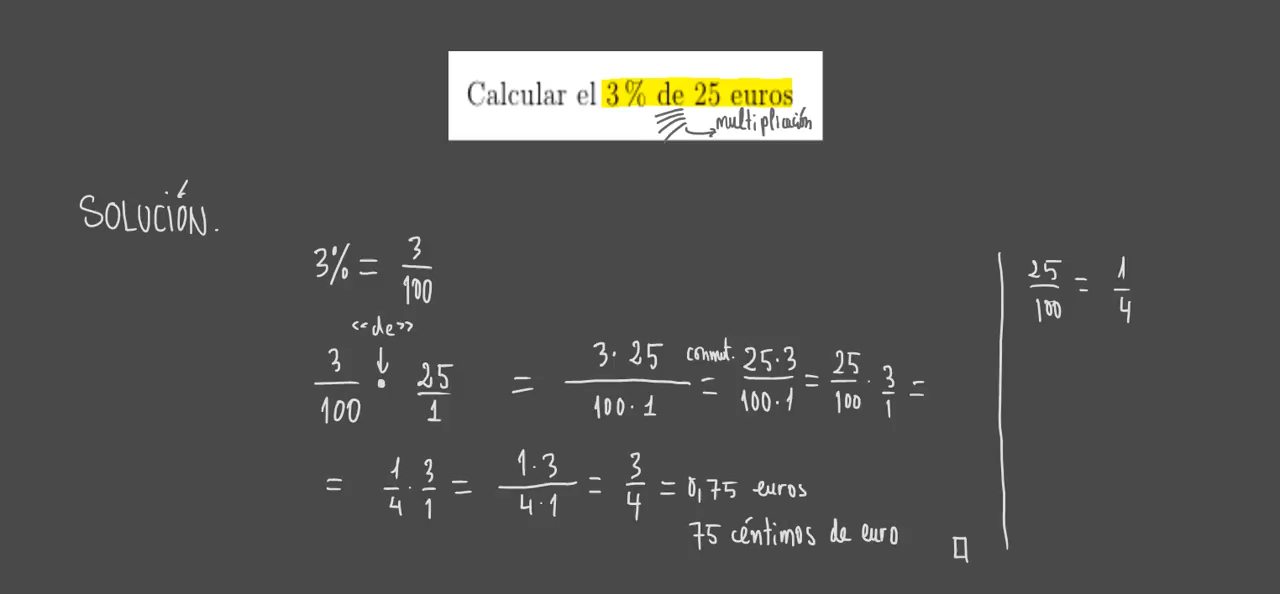 Calcular el 3% de 25 euros
multiplicación
SOLUCIÓN.
3% = 3/100
25/100 = 1/4
<<de>>
3/100 · 25/1 = 3·25/100·1 = conmut. 25·3/100·1 = 25/100 · 3/1 =
= 1/4 · 3/1 = 1·3/4·1 = 3/4 = 0,75 euros
75 céntimos de euro